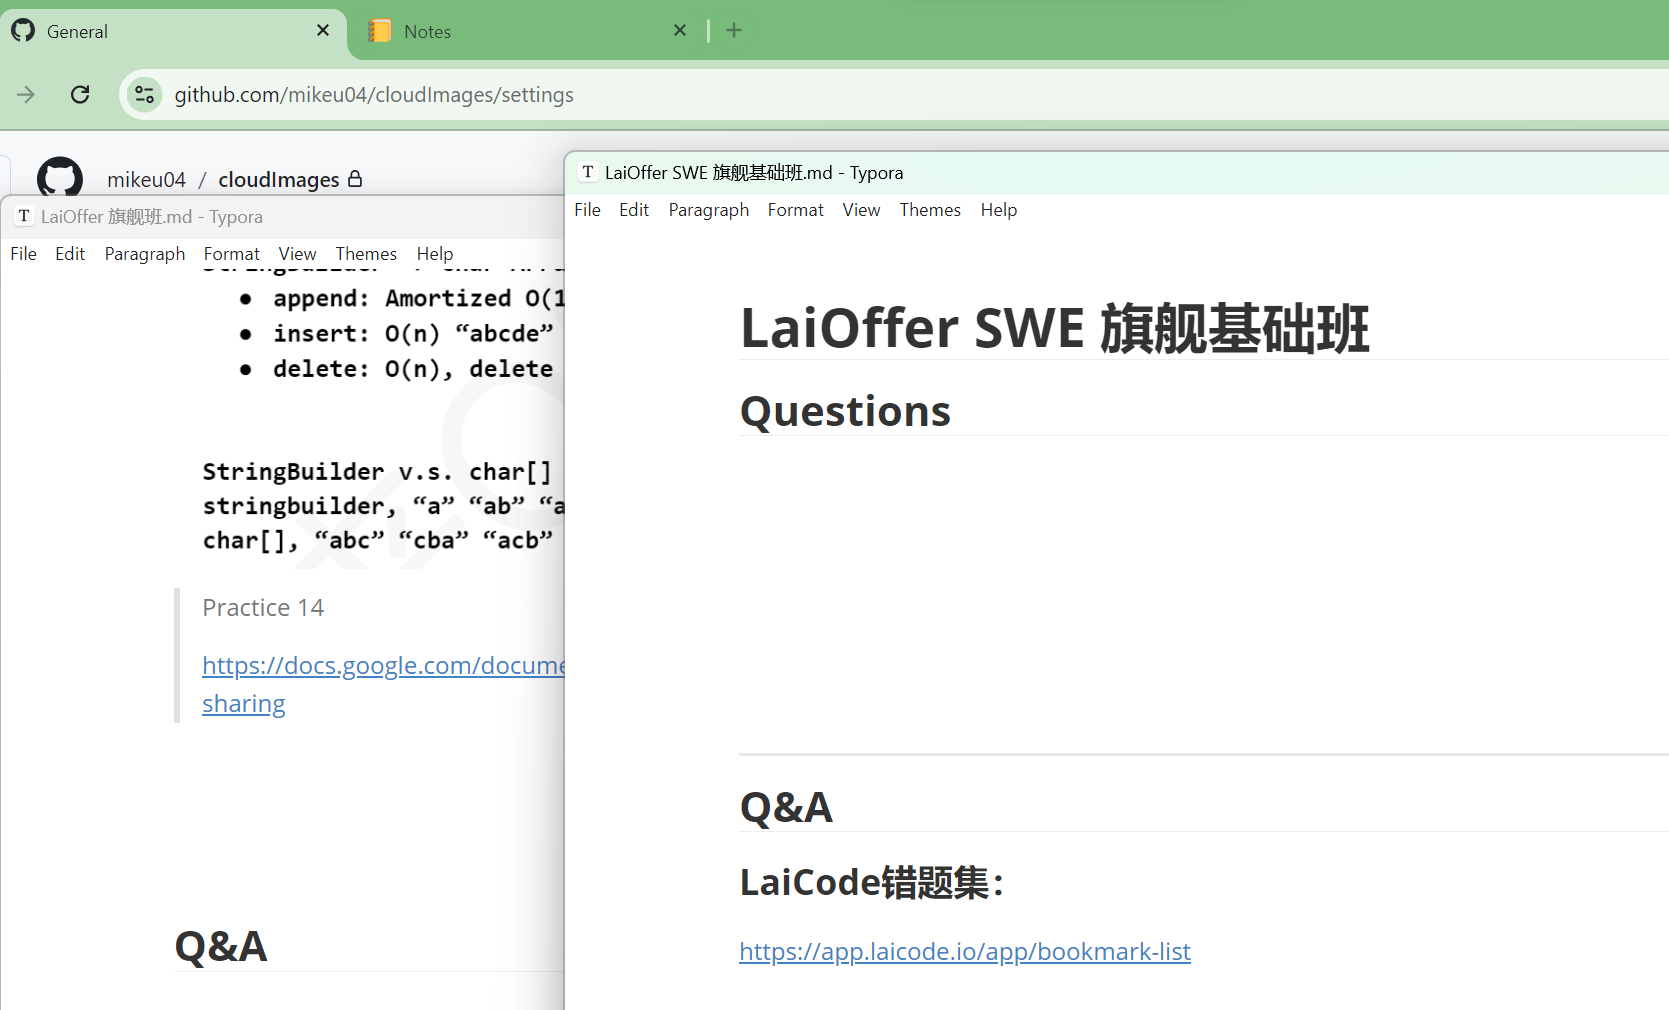 General
Notes
github.com/mikeu04/cloudImages/settings
mikeu04 / cloudImages
LaiOffer 旗舰班.md - Typora
File Edit Paragraph Format View Themes Help
• append: Amortized O(1
• insert: O(n) “abcde”
• delete: O(n), delete
StringBuilder v.s. char[]
stringbuilder, “a” “ab” “a
char[], “abc” “cba” “acb”
Practice 14
https://docs.google.com/docume
sharing
Q&A
LaiOffer SWE 旗舰基础班.md - Typora
File Edit Paragraph Format View Themes Help
LaiOffer SWE 旗舰基础班
Questions
Q&A
LaiCode错题集：
https://app.laicode.io/app/bookmark-list